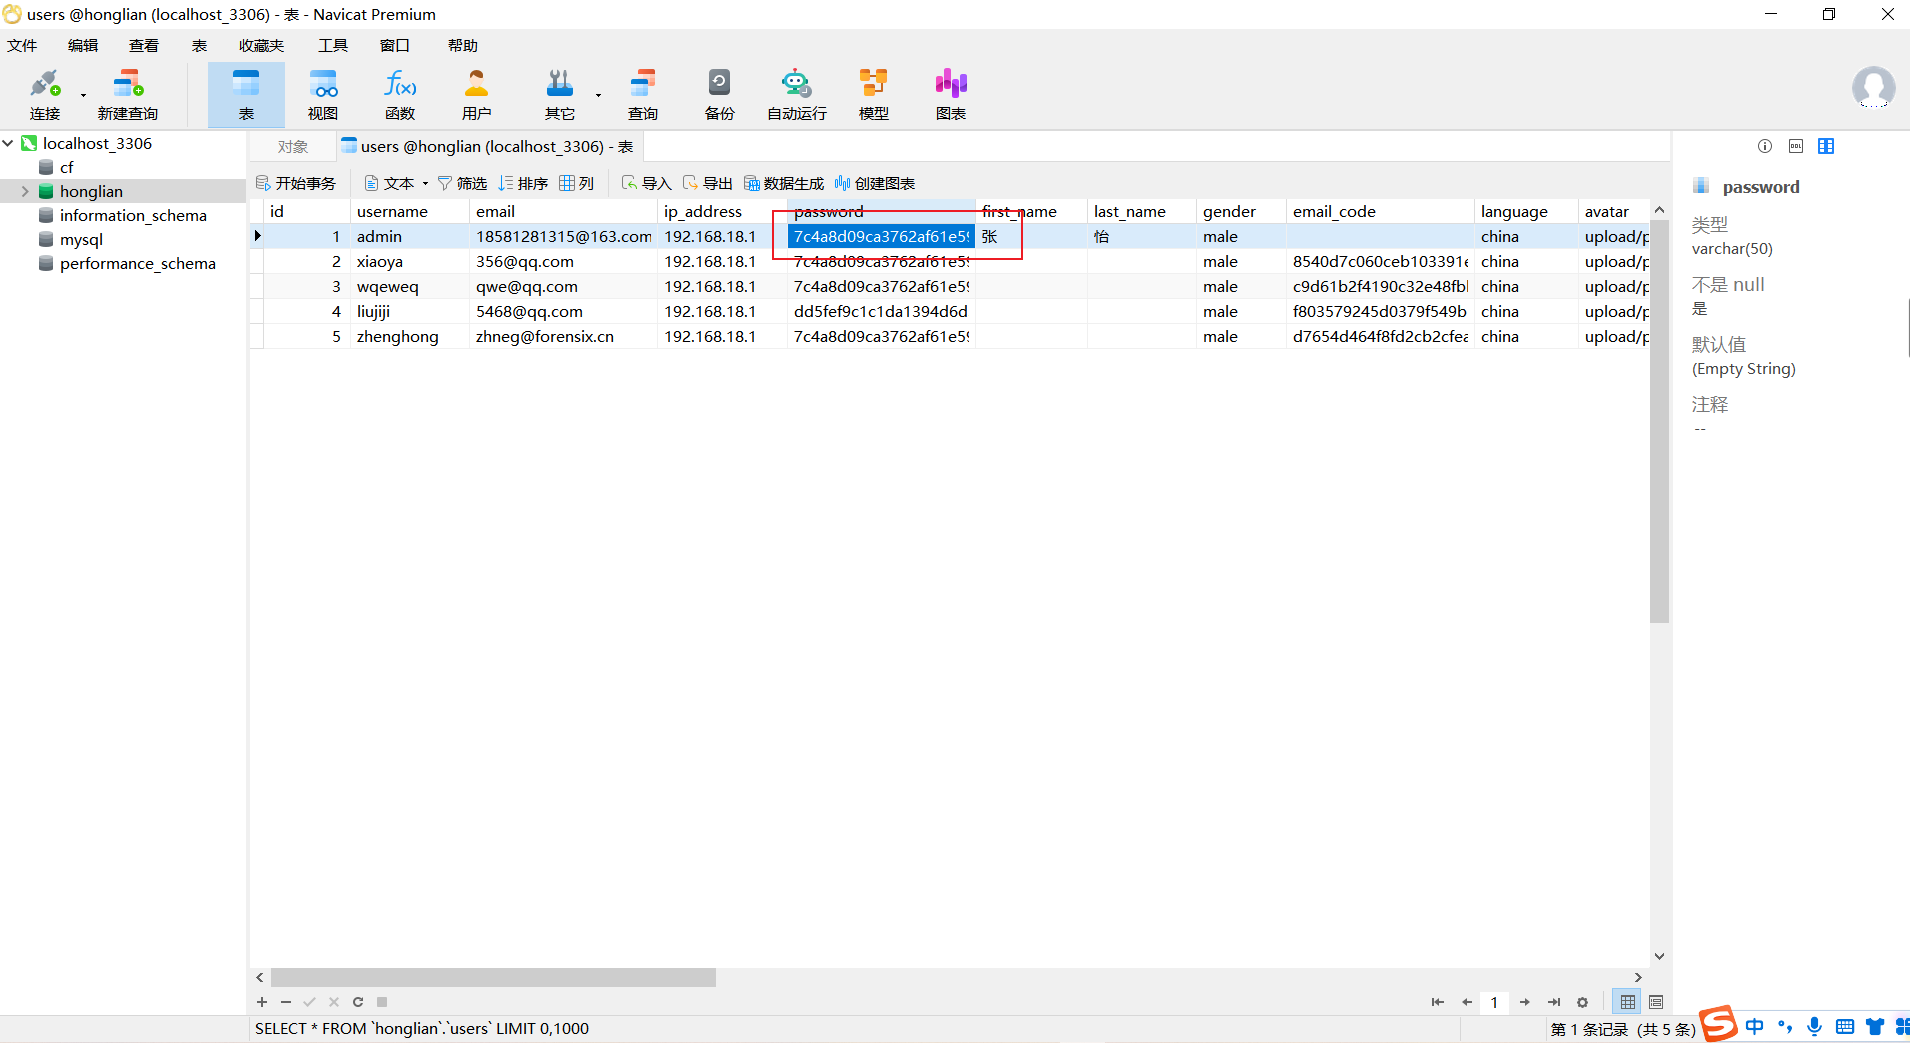 users @honglian (localhost_3306) - 表 - Navicat Premium
文件 编辑 查看 表 收藏夹 工具 窗口 帮助
连接 新建查询 表 视图 函数 用户 其它 查询 备份 自动运行 模型 图表
localhost_3306
cf
honglian
information_schema
mysql
performance_schema
对象 users @honglian (localhost_3306) - 表
开始事务 文本 筛选 排序 列 导入 导出 数据生成 创建图表
id username email ip_address password first_name last_name gender email_code language avatar
1 admin 18581281315@163.com 192.168.18.1 7c4a8d09ca3762af61e59 张 怡 male china upload/p
2 xiaoya 356@qq.com 192.168.18.1 7c4a8d09ca3762af61e59 male 8540d7c060ceb103391e china upload/p
3 wqeweq qwe@qq.com 192.168.18.1 7c4a8d09ca3762af61e59 male c9d61b2f4190c32e48fbl china upload/p
4 liujiji 5468@qq.com 192.168.18.1 dd5fef9c1c1da1394d6d male f803579245d0379f549b china upload/p
5 zhenghong zhneg@forensix.cn 192.168.18.1 7c4a8d09ca3762af61e59 male d7654d464f8fd2cb2cfea china upload/p
password
类型
varchar(50)
不是 null
是
默认值
(Empty String)
注释
--
1
SELECT * FROM `honglian`.`users` LIMIT 0,1000
第 1 条记录 (共 5 条)
中